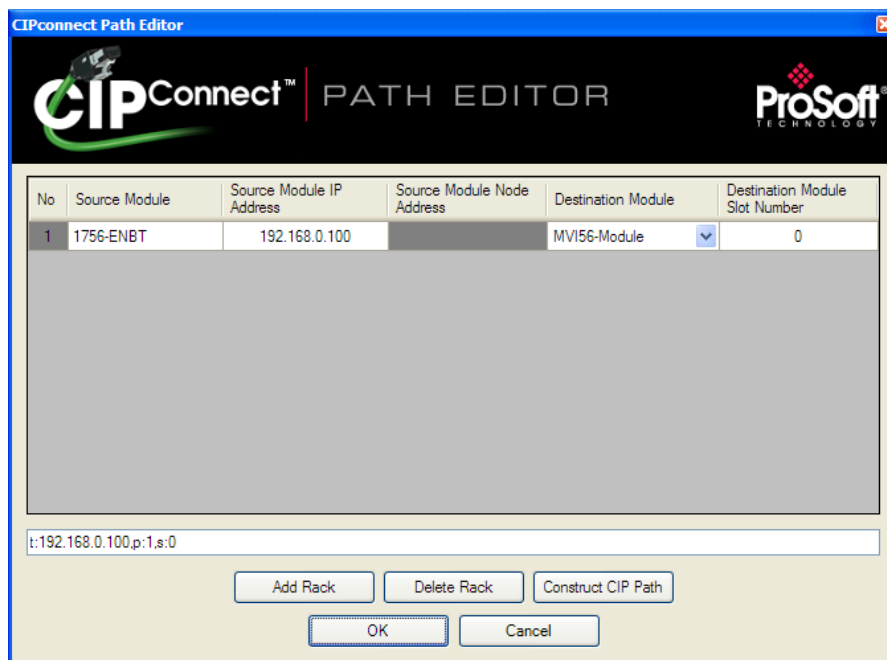 CIPconnect Path Editor
CIPConnect™ PATH EDITOR
ProSoft®
TECHNOLOGY
No Source Module Source Module IP Address Source Module Node Address Destination Module Destination Module Slot Number
1 1756-ENBT 192.168.0.100 MVI56-Module 0
t:192.168.0.100,p:1,s:0
Add Rack Delete Rack Construct CIP Path
OK Cancel